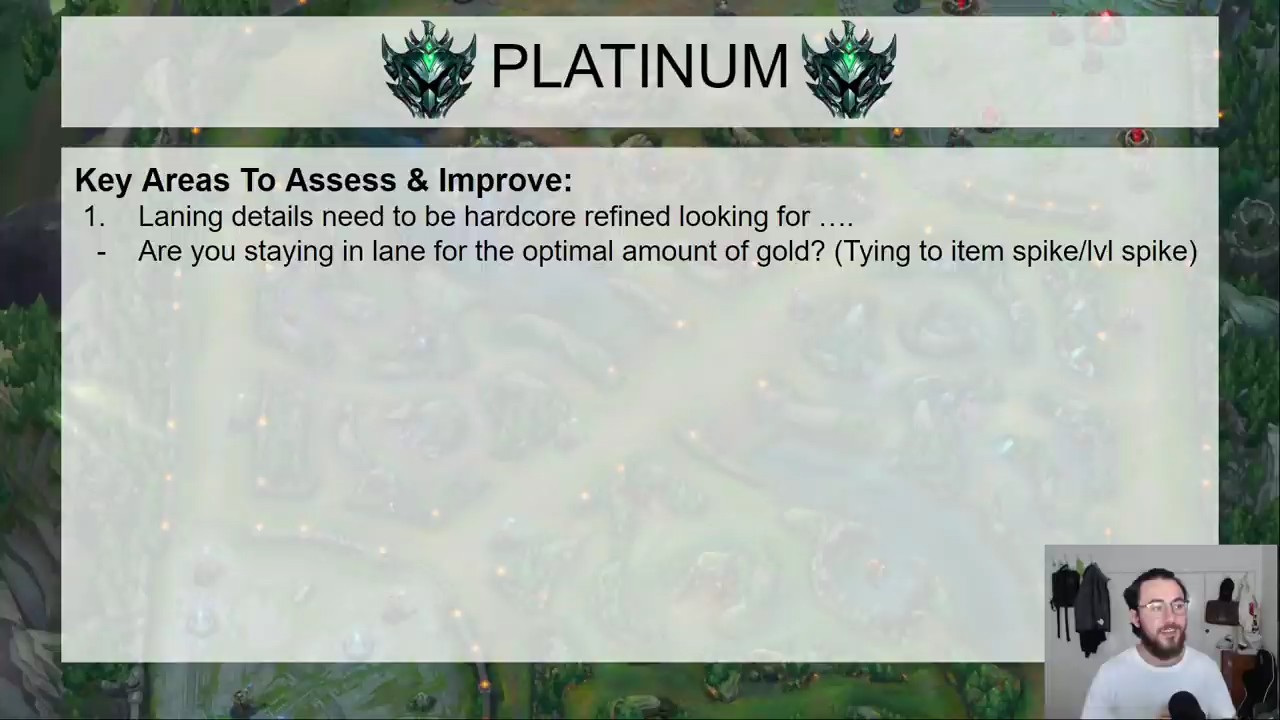 PLATINUM
Key Areas To Assess & Improve:
1. Laning details need to be hardcore refined looking for ....
- Are you staying in lane for the optimal amount of gold? (Tying to item spike/lvl spike)